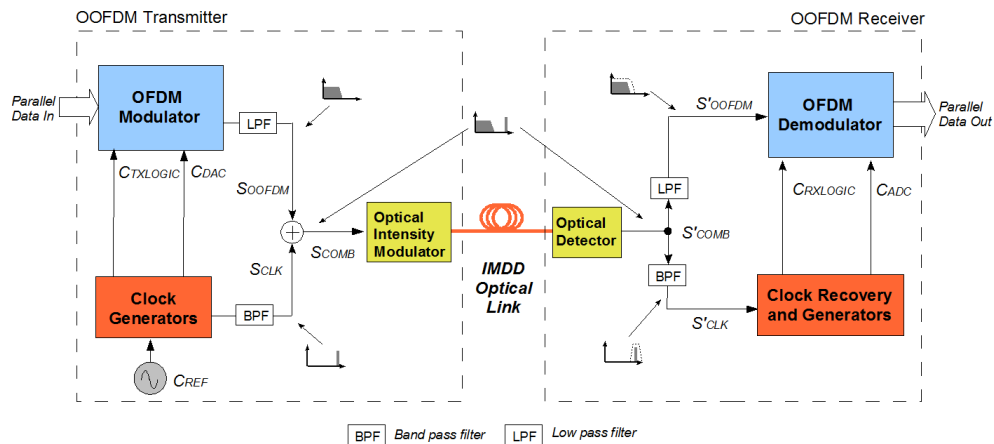 OOFDM Transmitter
OOFDM Receiver
Parallel
Data In
OFDM
Modulator
LPF
S'OOFDM
OFDM
Demodulator
Parallel
Data Out
CTXLOGIC
CDAC
SOOFDM
LPF
CRXLOGIC
CADC
SCOMB
Optical
Intensity
Modulator
Optical
Detector
S'COMB
IMDD
Optical
Link
SCLK
BPF
Clock
Generators
BPF
S'CLK
Clock Recovery
and Generators
CREF
BPF
Band pass filter
LPF
Low pass filter